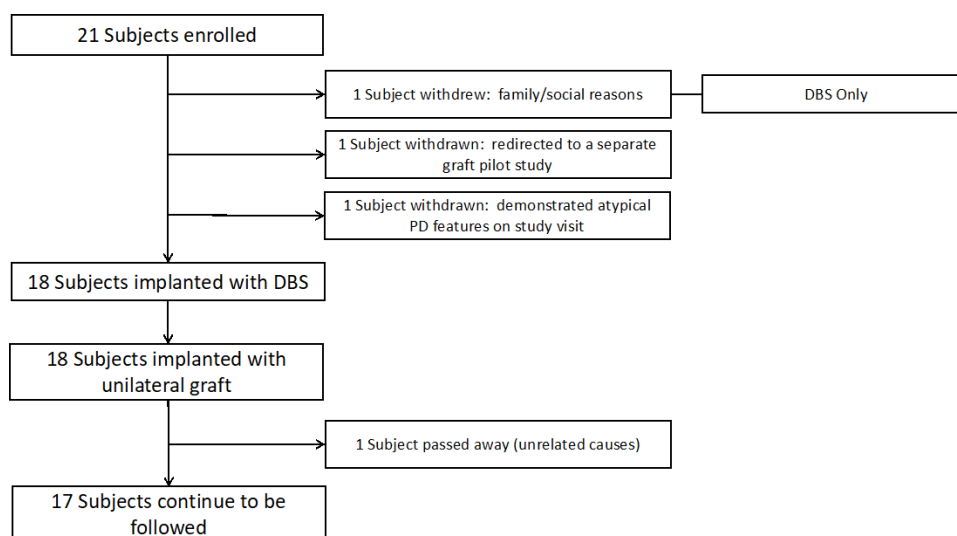 21 Subjects enrolled
1 Subject withdrew:  family/social reasons
DBS Only
1 Subject withdrawn:  redirected to a separate
graft pilot study
1 Subject withdrawn:  demonstrated atypical
PD features on study visit
18 Subjects implanted with DBS
18 Subjects implanted with
unilateral graft
1 Subject passed away (unrelated causes)
17 Subjects continue to be
followed